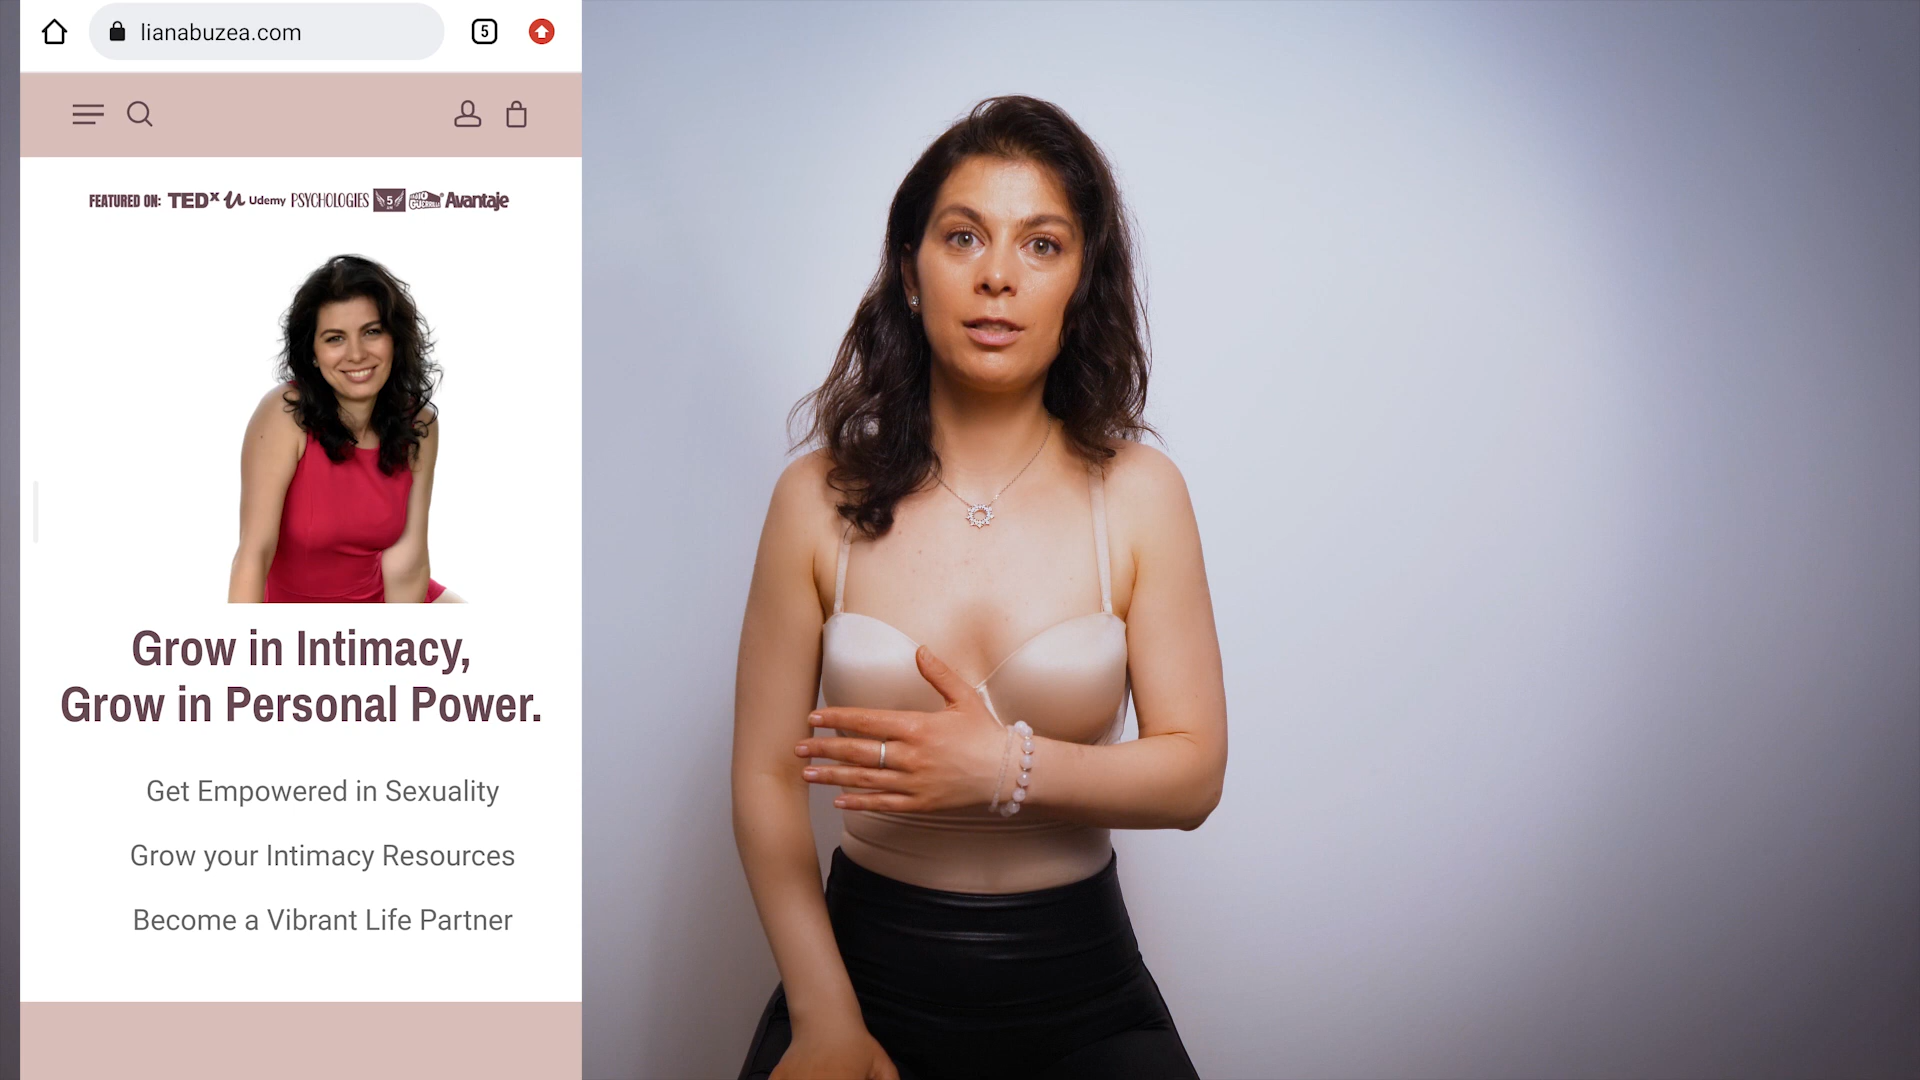 lianabuzea.com
5
FEATURED ON: TEDx Udemy PSYCHOLOGIES 5 Avantaje
Grow in Intimacy,
Grow in Personal Power.
Get Empowered in Sexuality
Grow your Intimacy Resources
Become a Vibrant Life Partner